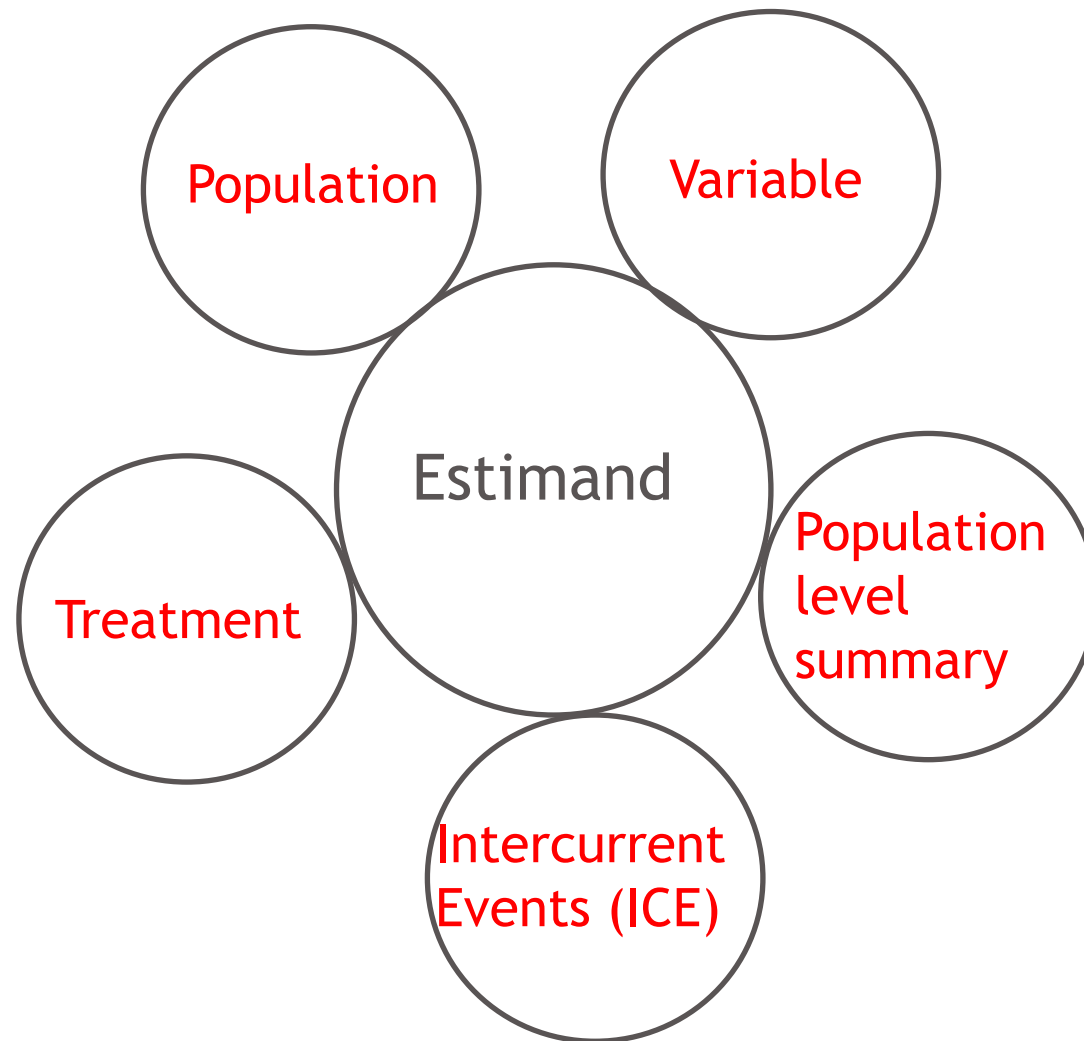 Population
Variable
Estimand
Population
level
summary
Treatment
Intercurrent
Events (ICE)